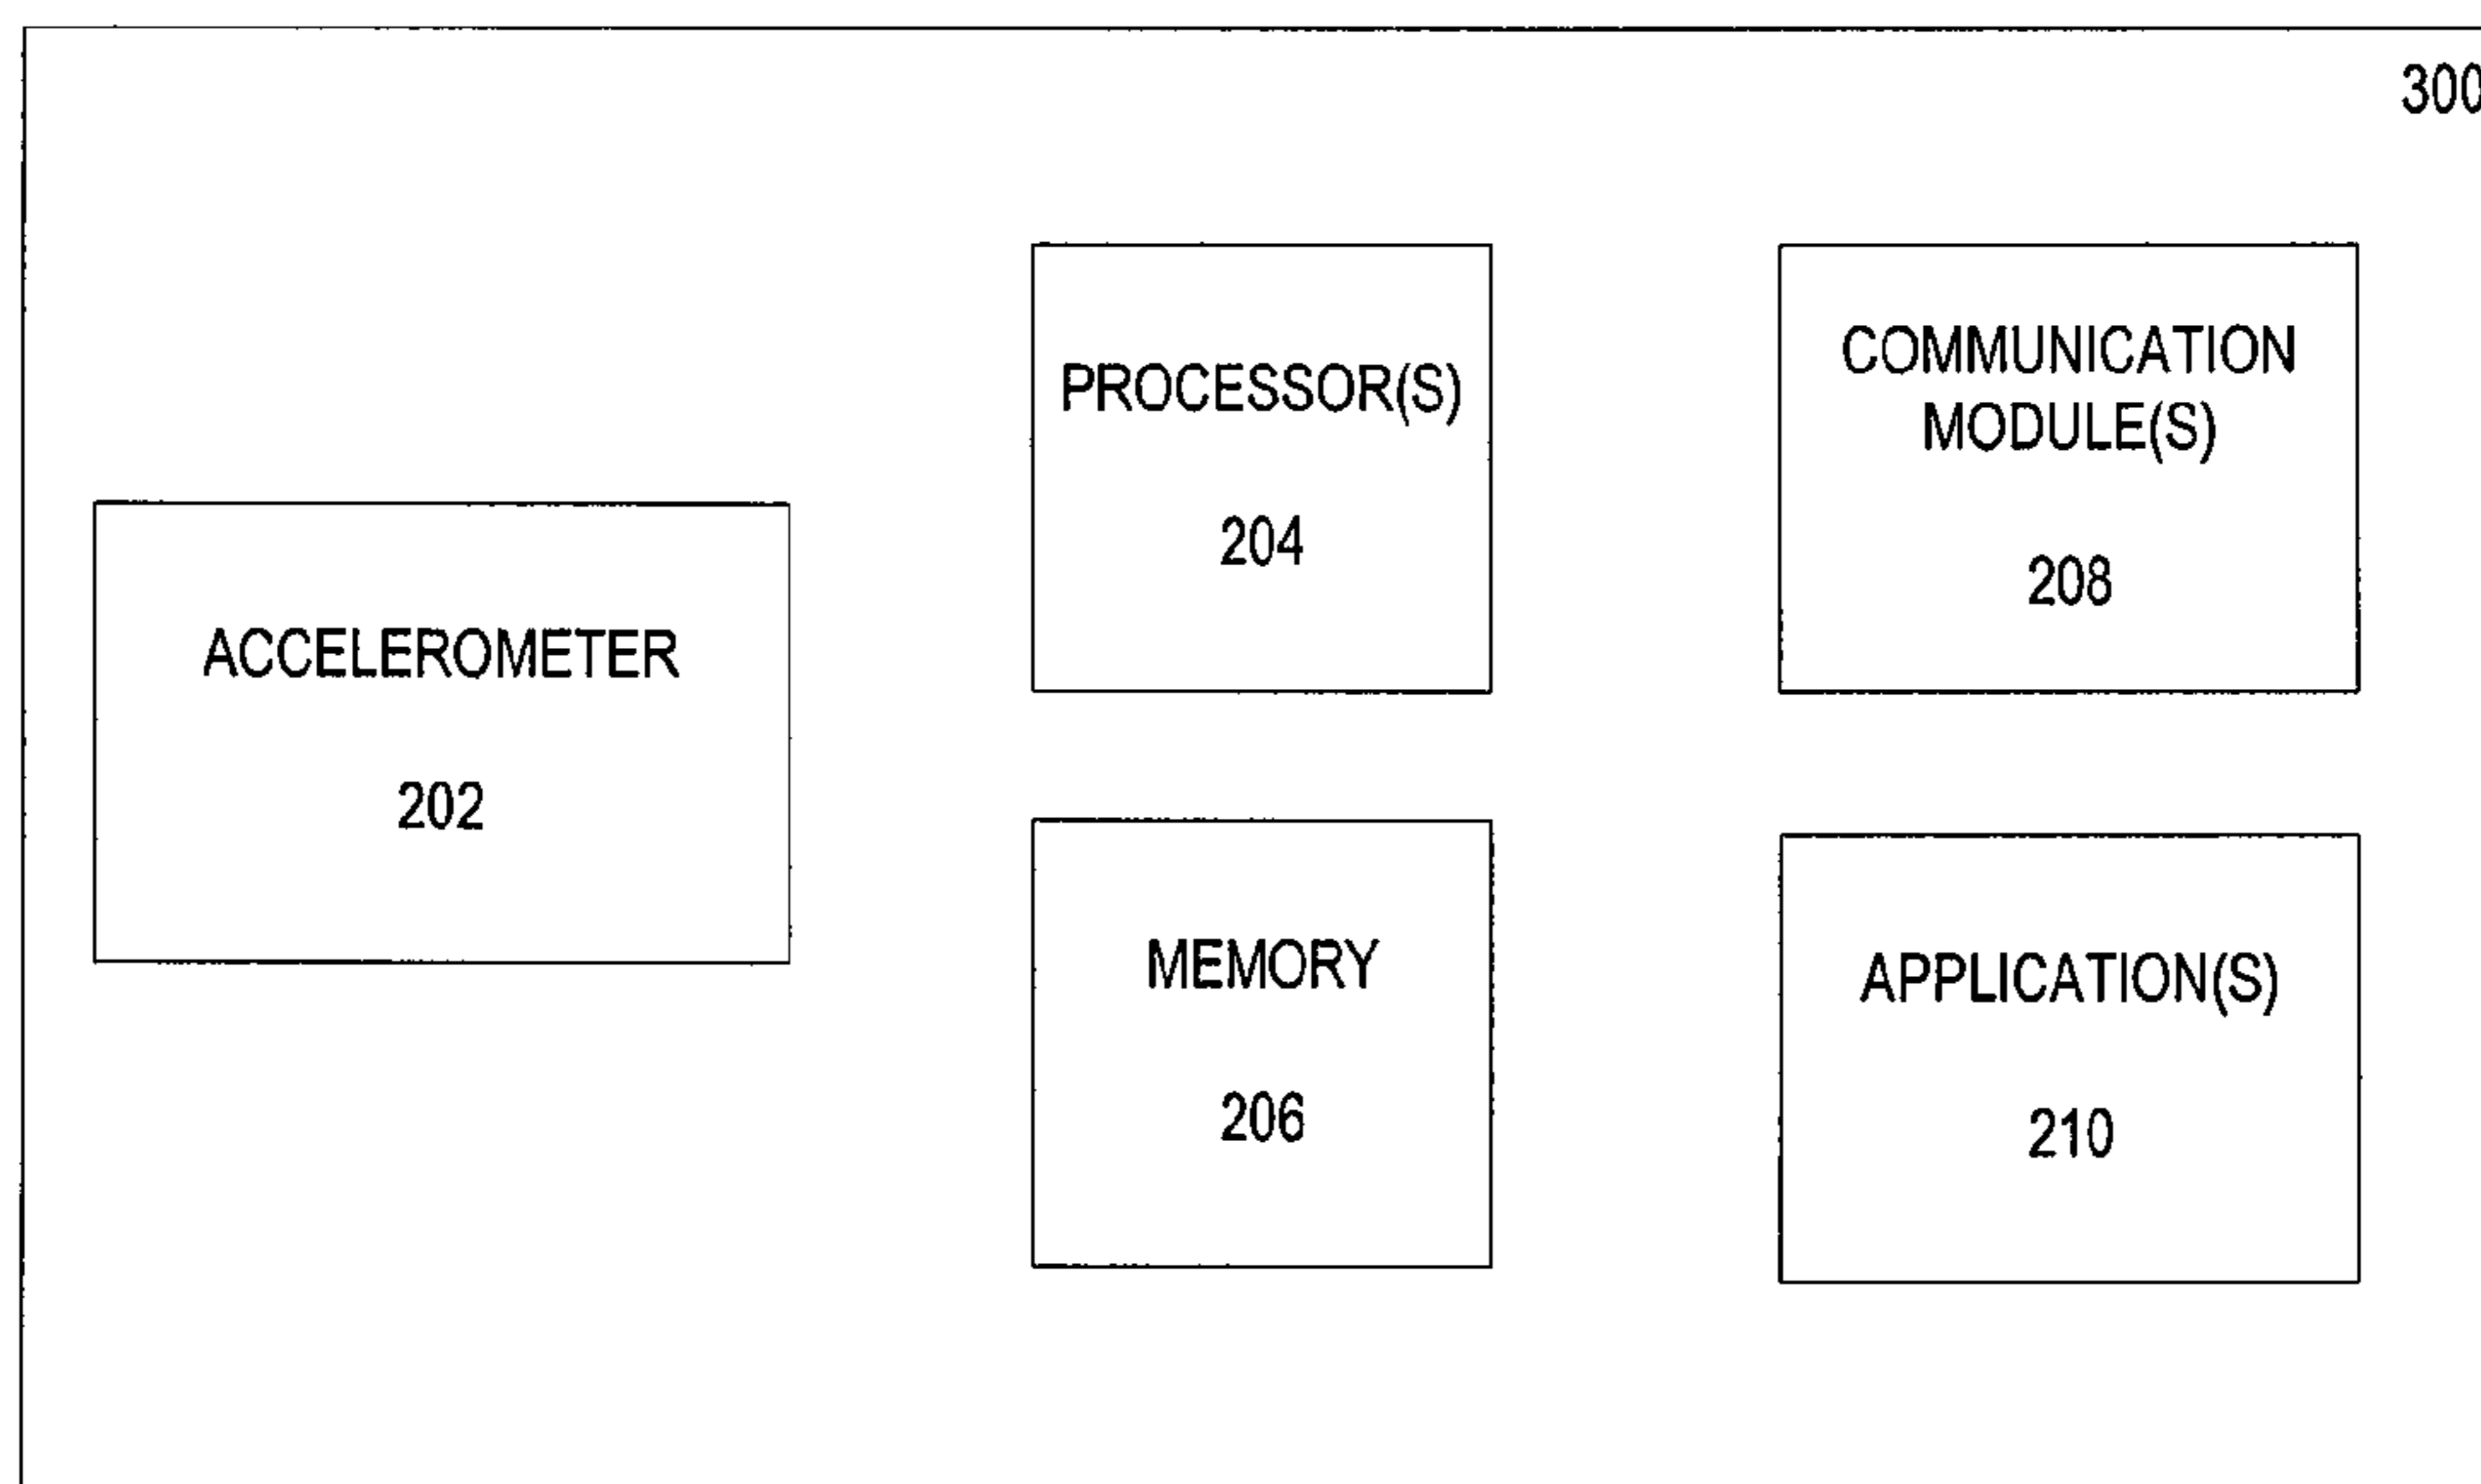 300
ACCELEROMETER
202
PROCESSOR(S)
204
MEMORY
206
COMMUNICATION
MODULE(S)
208
APPLICATION(S)
210